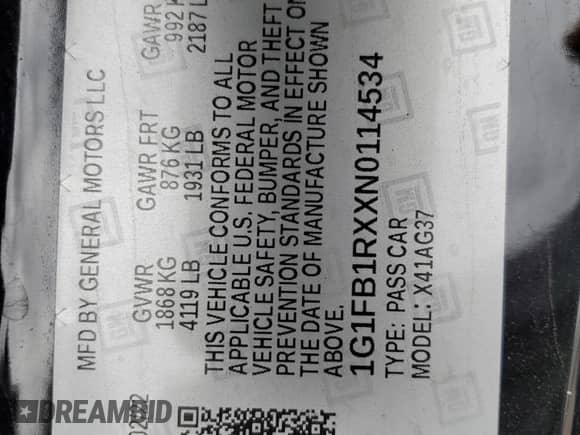 MFD BY GENERAL MOTORS LLC
GVWR GAWR FRT GAWR
1868 KG 876 KG 992 K
4119 LB 1931 LB 2187 L
THIS VEHICLE CONFORMS TO ALL
APPLICABLE U.S. FEDERAL MOTOR
VEHICLE SAFETY, BUMPER, AND THEFT
PREVENTION STANDARDS IN EFFECT ON
THE DATE OF MANUFACTURE SHOWN
ABOVE.
1G1FB1RXXN0114534
TYPE: PASS CAR
MODEL: X41AG37
GM
DREAMBID